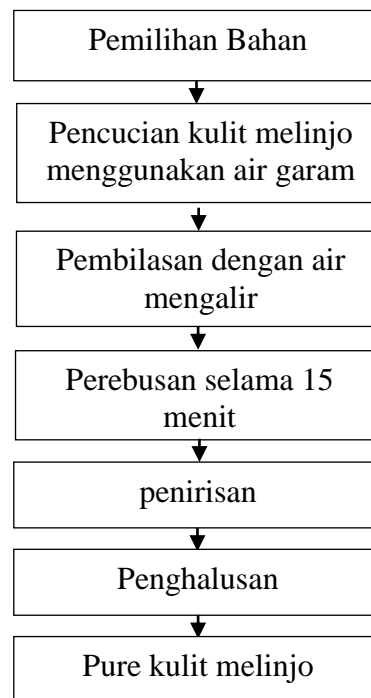 Pemilihan Bahan
Pencucian kulit melinjo
menggunakan air garam
Pembilasan dengan air
mengalir
Perebusan selama 15
menit
penirisan
Penghalusan
Pure kulit melinjo